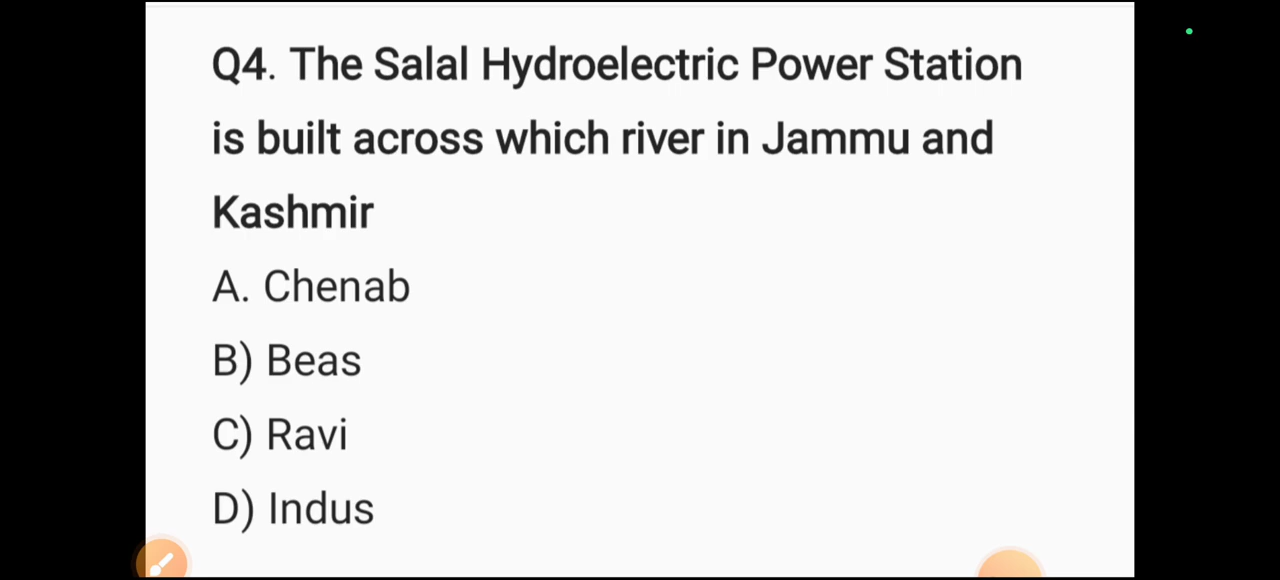 Q4. The Salal Hydroelectric Power Station
is built across which river in Jammu and
Kashmir
A. Chenab
B) Beas
C) Ravi
D) Indus